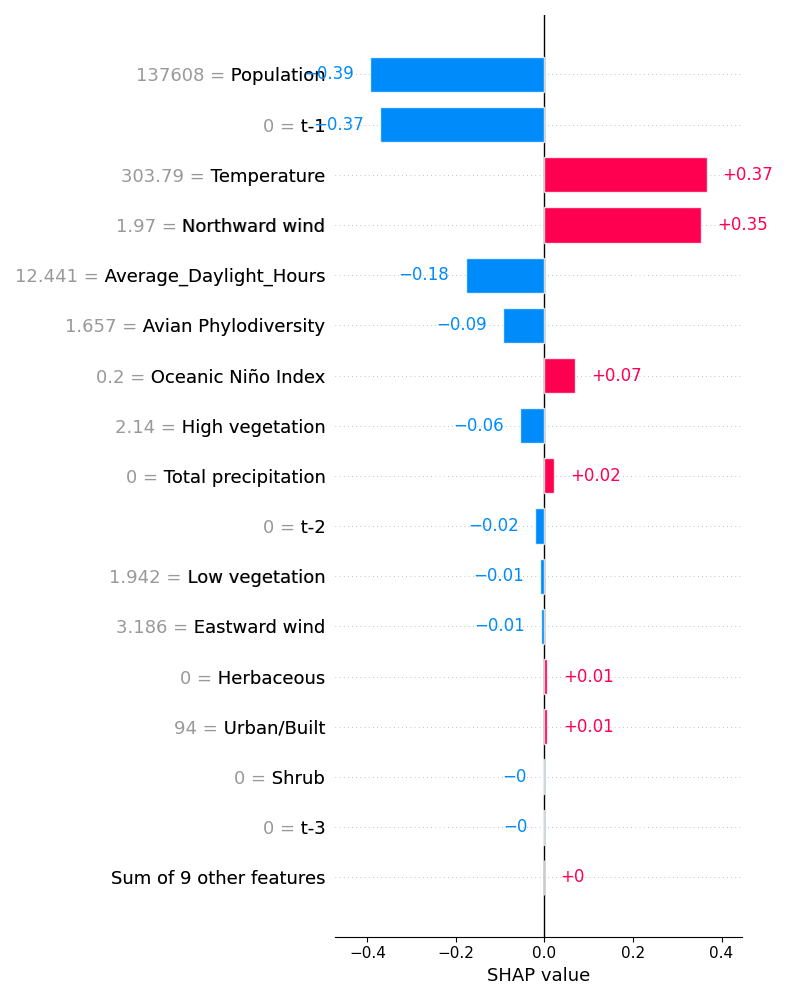 137608 = Population −0.39
0 = t-1 −0.37
303.79 = Temperature +0.37
1.97 = Northward wind +0.35
12.441 = Average_Daylight_Hours −0.18
1.657 = Avian Phylodiversity −0.09
0.2 = Oceanic Niño Index +0.07
2.14 = High vegetation −0.06
0 = Total precipitation +0.02
0 = t-2 −0.02
1.942 = Low vegetation −0.01
3.186 = Eastward wind −0.01
0 = Herbaceous +0.01
94 = Urban/Built +0.01
0 = Shrub −0
0 = t-3 −0
Sum of 9 other features +0
−0.4 −0.2 0.0 0.2 0.4
SHAP value